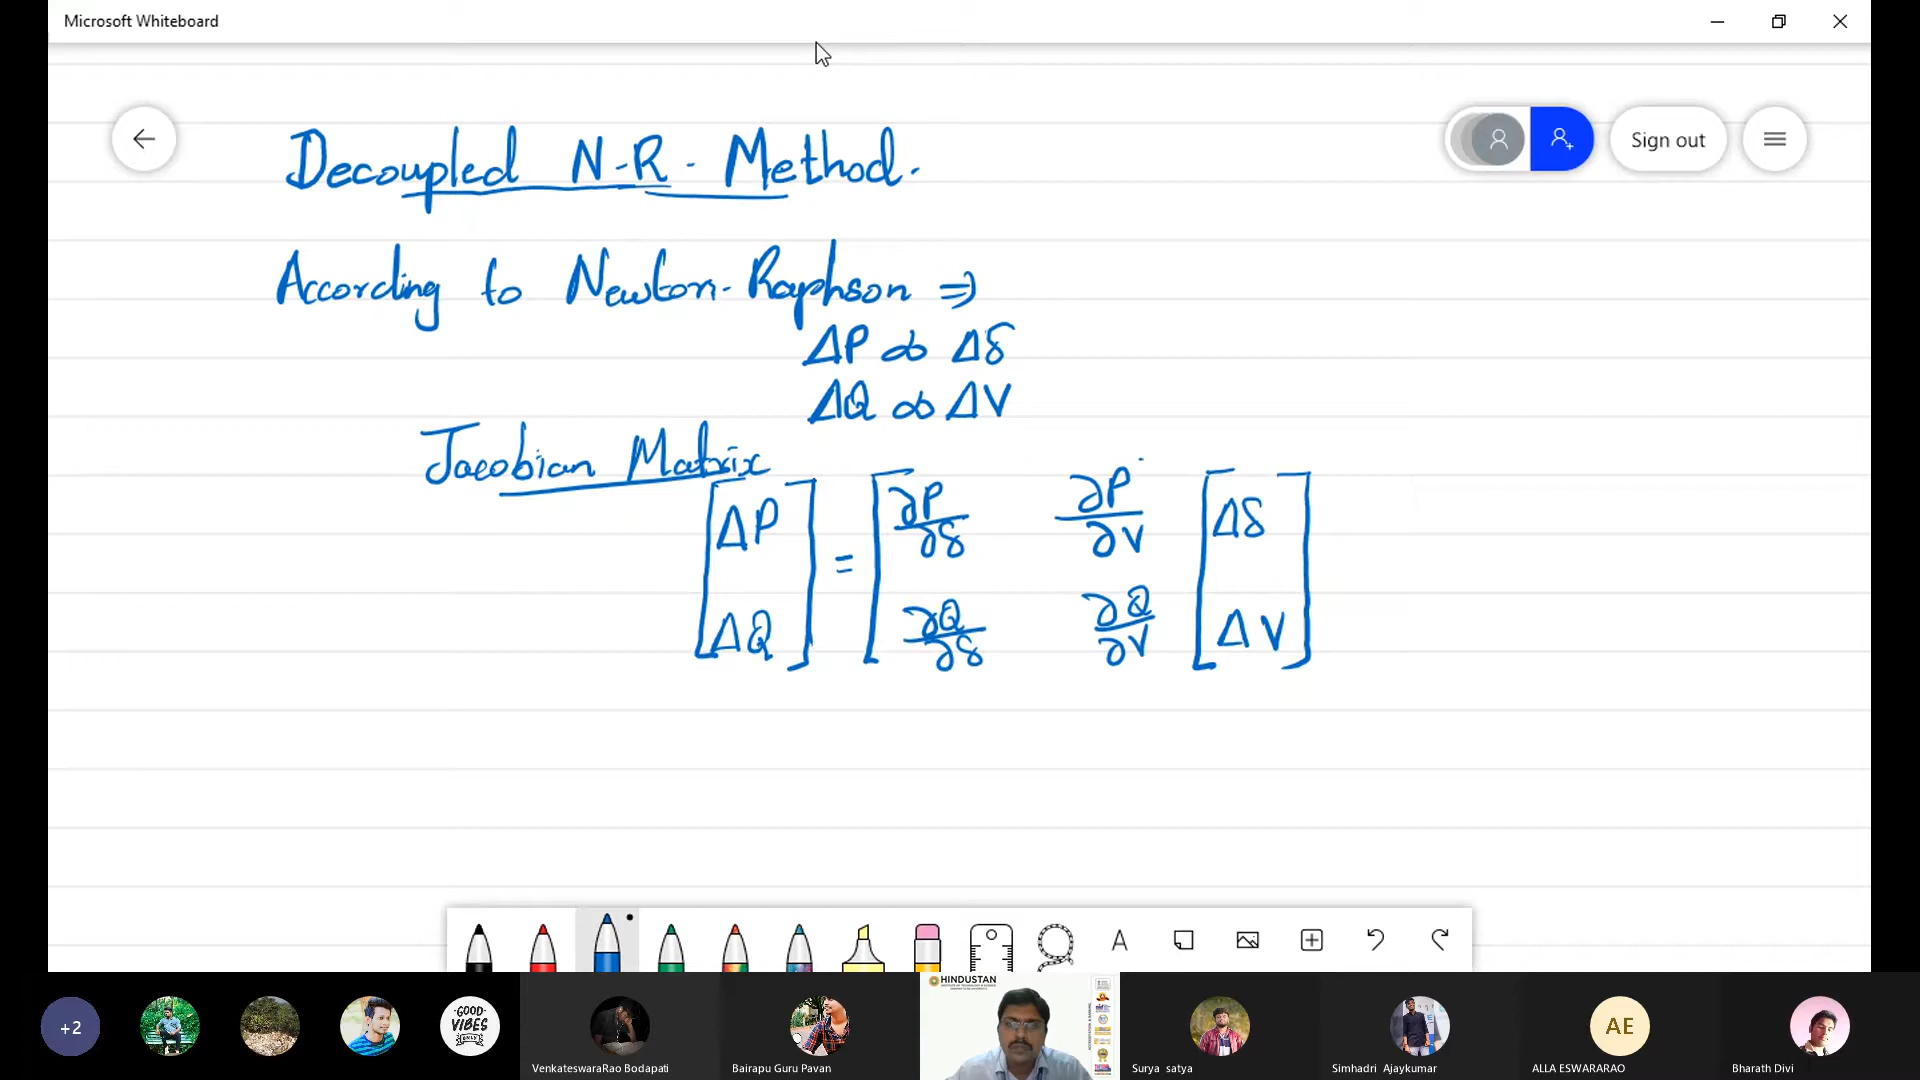 Microsoft Whiteboard
Sign out
Decoupled N-R- Method.
According to Newton-Raphson ⇒
ΔP ∝ Δδ
ΔQ ∝ ΔV
Jacobian Matrix
[ΔP ΔQ] = [∂P/∂δ ∂P/∂V ∂Q/∂δ ∂Q/∂V] [Δδ ΔV]
A
+2
GOOD
VIBES
ONLY
HINDUSTAN
AE
VenkateswaraRao Bodapati
Bairapu Guru Pavan
Surya satya
Simhadri Ajaykumar
ALLA ESWARARAO
Bharath Divi